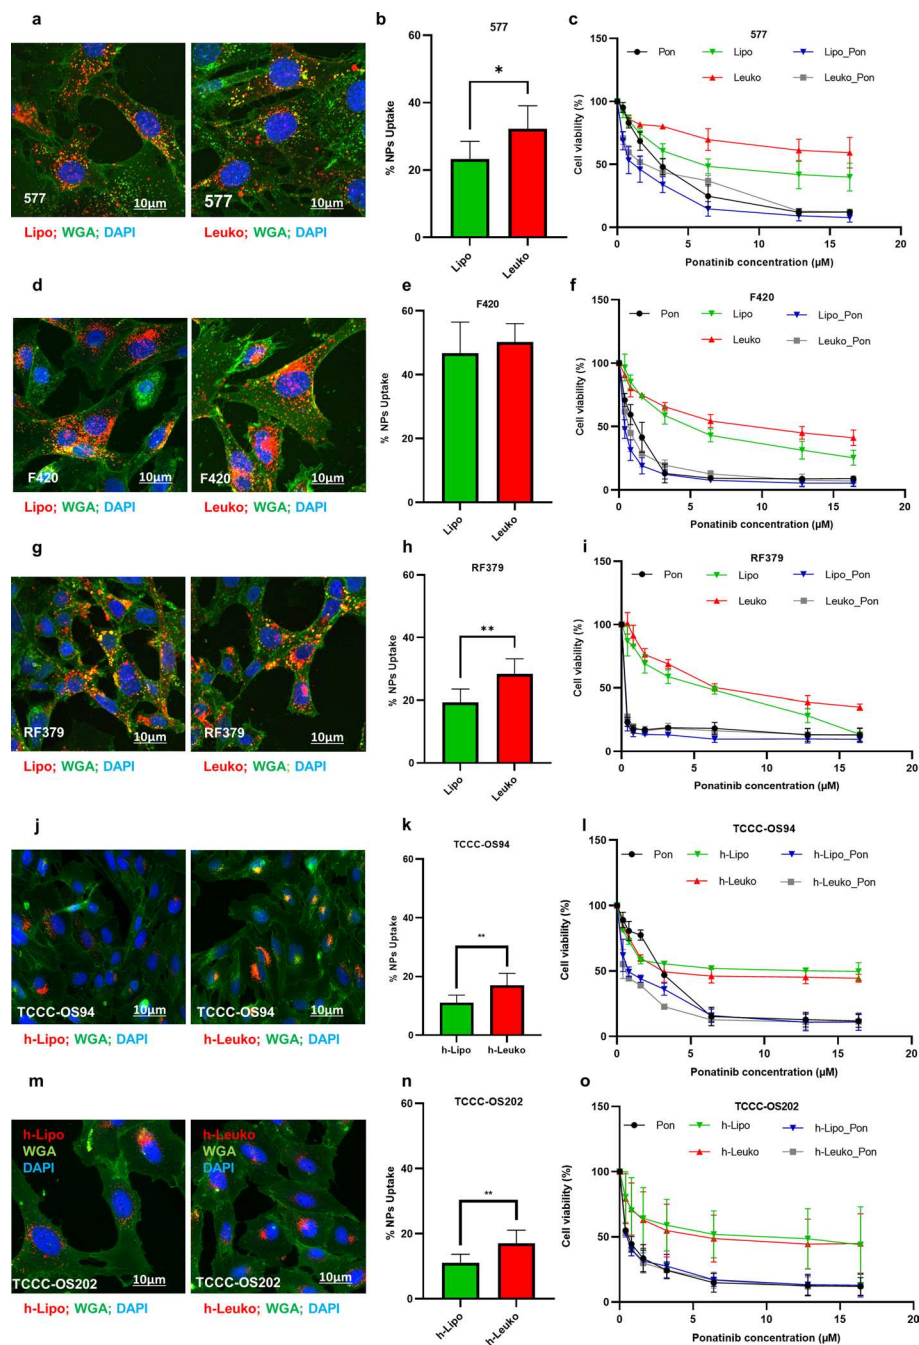 a
577
10µm
577
10µm
Lipo; WGA; DAPI
Leuko; WGA; DAPI
b
577
% NPs Uptake
60
40
20
0
*
Lipo
Leuko
c
577
Pon
Lipo
Lipo_Pon
Leuko
Leuko_Pon
Cell viability (%)
150
100
50
0
0
5
10
15
20
Ponatinib concentration (µM)
d
F420
10µm
F420
10µm
Lipo; WGA; DAPI
Leuko; WGA; DAPI
e
F420
% NPs Uptake
60
40
20
0
Lipo
Leuko
f
F420
Pon
Lipo
Lipo_Pon
Leuko
Leuko_Pon
Cell viability (%)
150
100
50
0
0
5
10
15
20
Ponatinib concentration (µM)
g
RF379
10µm
RF379
10µm
Lipo; WGA; DAPI
Leuko; WGA; DAPI
h
RF379
% NPs Uptake
60
40
20
0
**
Lipo
Leuko
i
RF379
Pon
Lipo
Lipo_Pon
Leuko
Leuko_Pon
Cell viability (%)
150
100
50
0
0
5
10
15
20
Ponatinib concentration (µM)
j
TCCC-OS94
10µm
TCCC-OS94
10µm
h-Lipo; WGA; DAPI
h-Leuko; WGA; DAPI
k
TCCC-OS94
% NPs Uptake
60
40
20
0
**
h-Lipo
h-Leuko
l
TCCC-OS94
Pon
h-Lipo
h-Lipo_Pon
h-Leuko
h-Leuko_Pon
Cell viability (%)
150
100
50
0
0
5
10
15
20
Ponatinib concentration (µM)
m
h-Lipo
WGA
DAPI
TCCC-OS202
10µm
h-Leuko
WGA
DAPI
TCCC-OS202
10µm
h-Lipo; WGA; DAPI
h-Leuko; WGA; DAPI
n
TCCC-OS202
% NPs Uptake
60
40
20
0
**
h-Lipo
h-Leuko
o
TCCC-OS202
Pon
h-Lipo
h-Lipo_Pon
h-Leuko
h-Leuko_Pon
Cell viability (%)
150
100
50
0
0
5
10
15
20
Ponatinib concentration (µM)